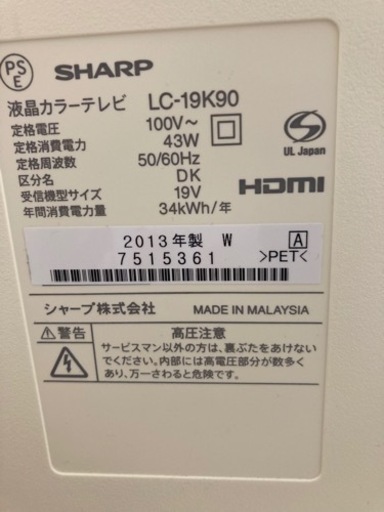 PS
E
SHARP
液晶カラーテレビ LC-19K90
定格電圧 100V~
定格消費電力 43W
定格周波数 50/60Hz
区分名 DK
受信機型サイズ 19V
年間消費電力量 34kWh/年
UL Japan
HDMI
2013年製 W
7515361
A
>PET<
シャープ株式会社 MADE IN MALAYSIA
⚠警告 高圧注意
サービスマン以外の方は、裏ぶたをあけない
でください。内部には高電圧部分が数多く
あり、万一さわると危険です。